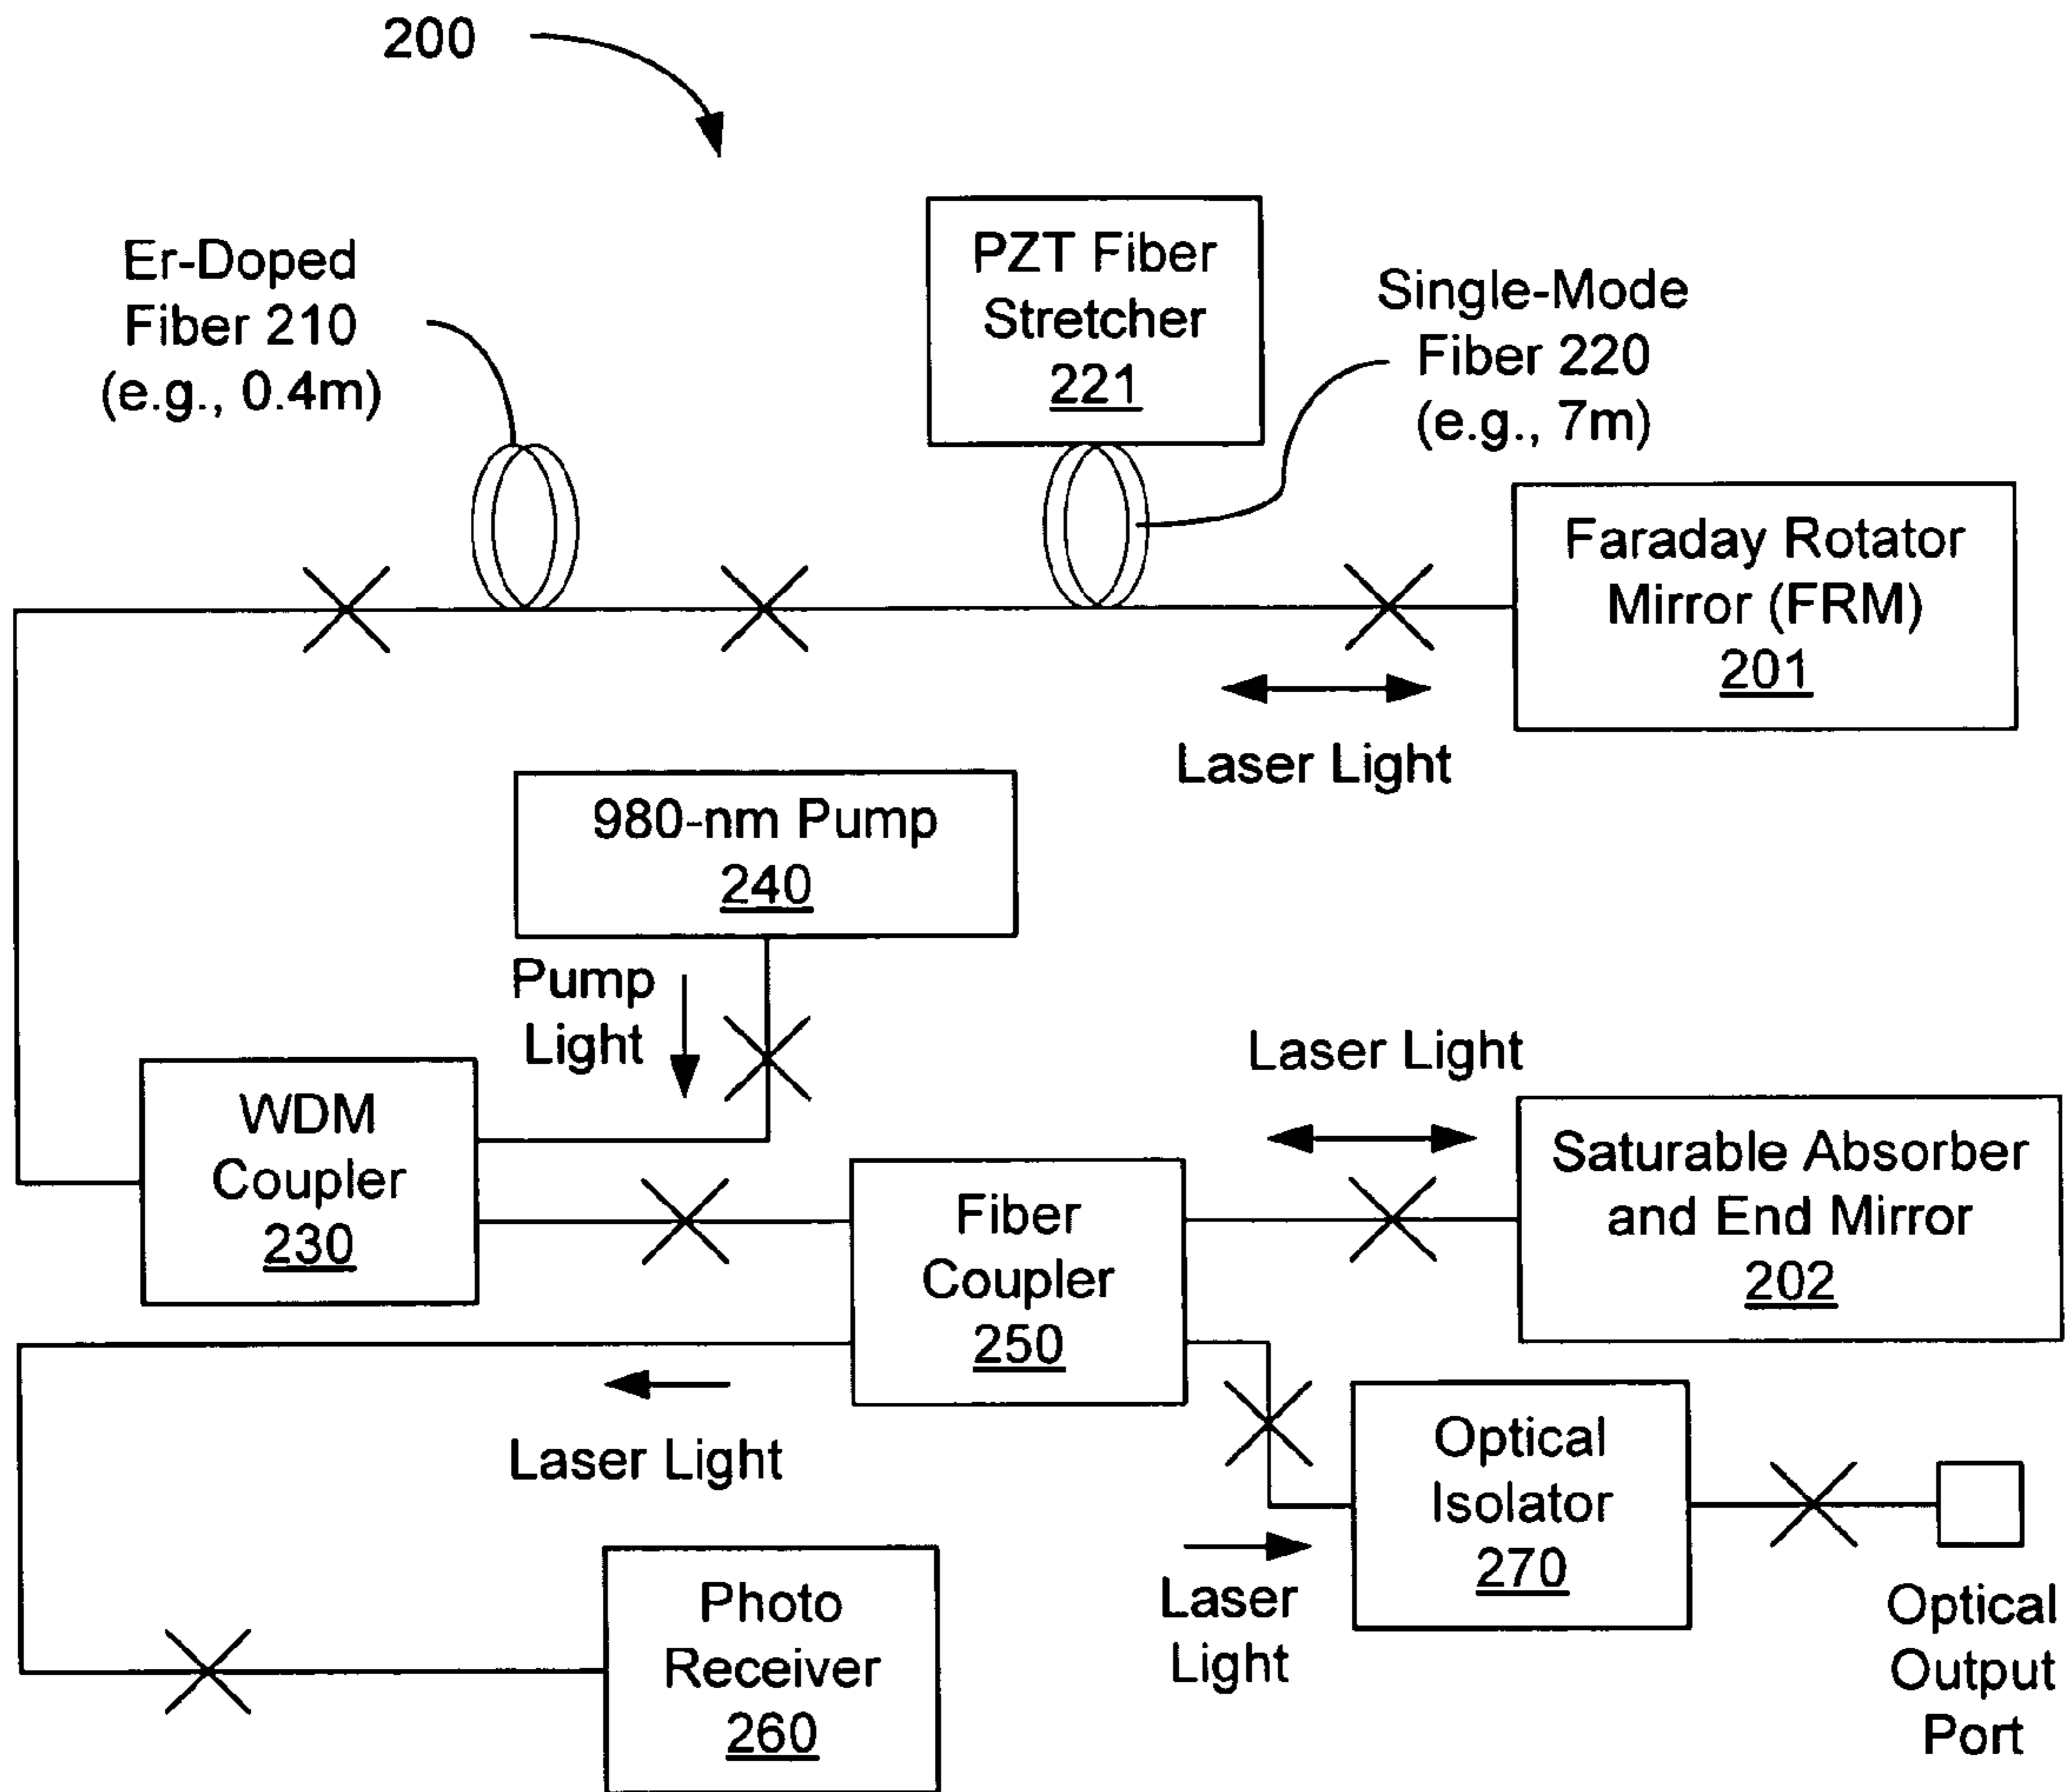 200
Er-Doped
Fiber 210
(e.g., 0.4m)
PZT Fiber
Stretcher
221
Single-Mode
Fiber 220
(e.g., 7m)
Faraday Rotator
Mirror (FRM)
201
Laser Light
980-nm Pump
240
Pump
Light
WDM
Coupler
230
Fiber
Coupler
250
Laser Light
Saturable Absorber
and End Mirror
202
Laser Light
Optical
Isolator
270
Laser
Light
Optical
Output
Port
Photo
Receiver
260